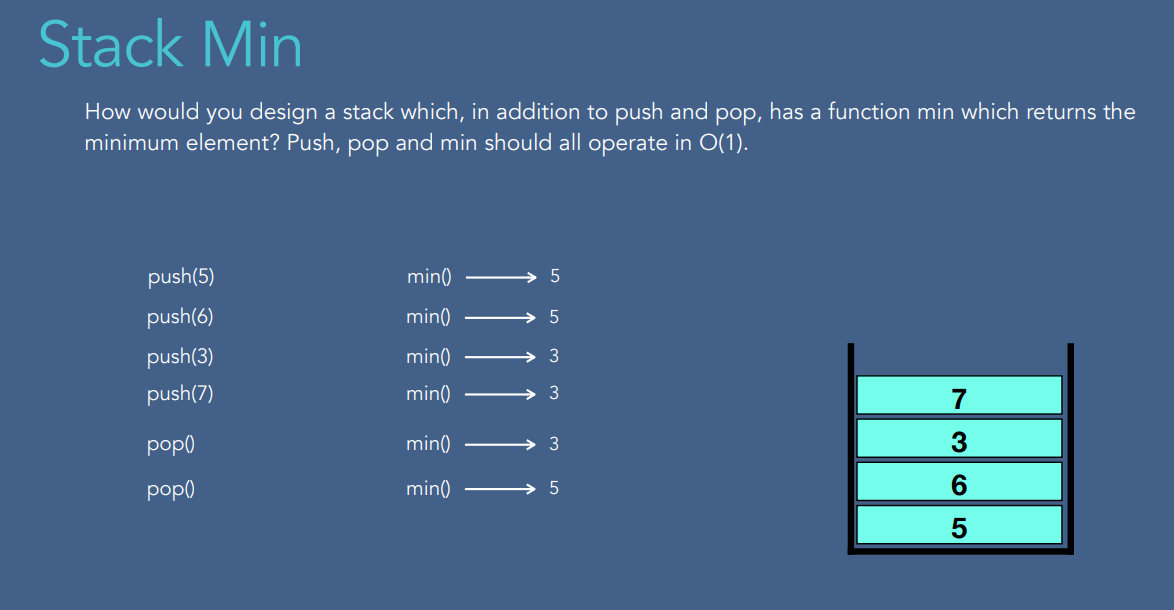 Stack Min
How would you design a stack which, in addition to push and pop, has a function min which returns the
minimum element? Push, pop and min should all operate in O(1).
push(5) min() 5
push(6) min() 5
push(3) min() 3
push(7) min() 3
pop() min() 3
pop() min() 5
7
3
6
5